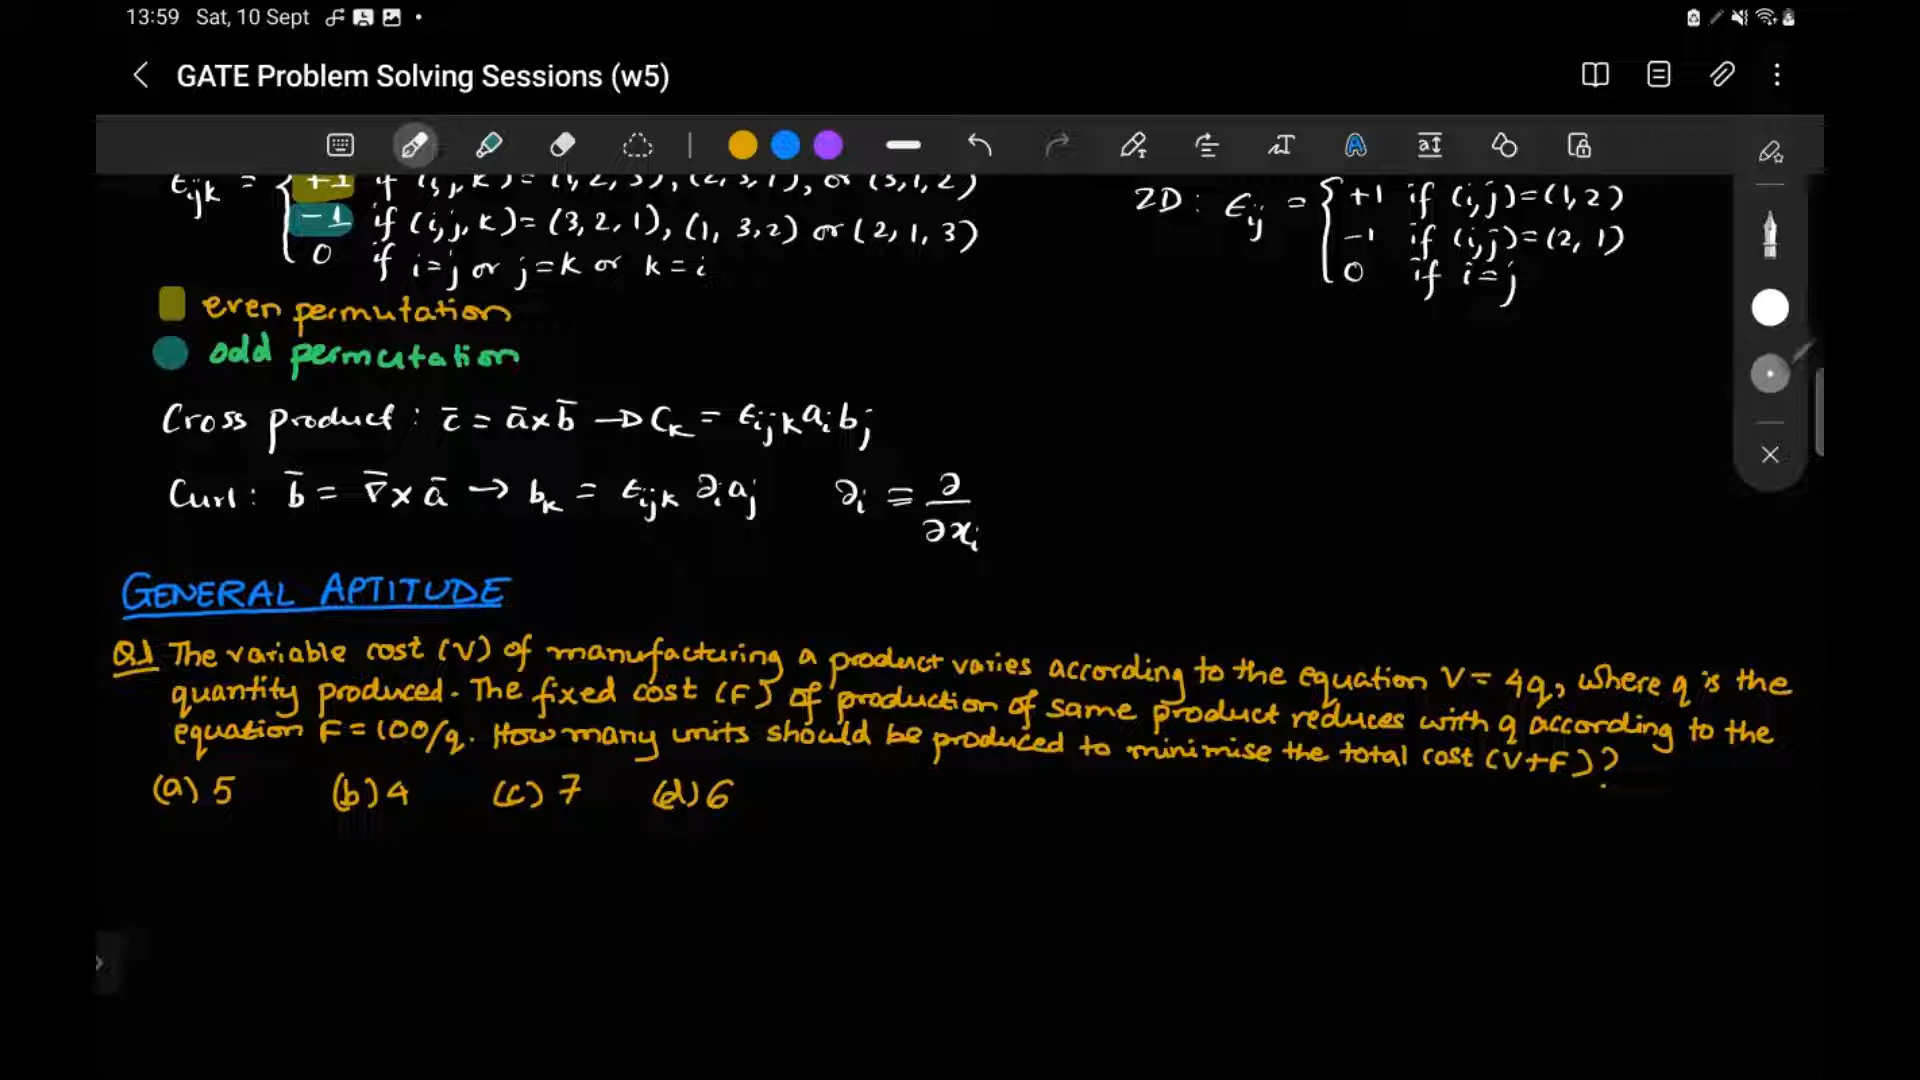 13:59 Sat, 10 Sept
GATE Problem Solving Sessions (w5)
ϵijk = { +1 if (i,j,k) = (1,2,3), (2,3,1), or (3,1,2)
-1 if (i,j,k) = (3,2,1), (1,3,2) or (2,1,3)
0 if i=j or j=k or k=i
2D: ϵij = { +1 if (i,j)=(1,2)
-1 if (i,j)=(2,1)
0 if i=j
even permutation
odd permutation
Cross product: c̄ = ā×b̄ → Ck = ϵijk ai bj
Curl: b̄ = ∇̄×ā → bk = ϵijk ∂i aj ∂i ≡ ∂/∂xi
GENERAL APTITUDE
Q.1 The variable cost (V) of manufacturing a product varies according to the equation V = 4q, where q is the
quantity produced. The fixed cost (F) of production of same product reduces with q according to the
equation F = 100/q. How many units should be produced to minimise the total cost (V+F)?
(a) 5 (b) 4 (c) 7 (d) 6